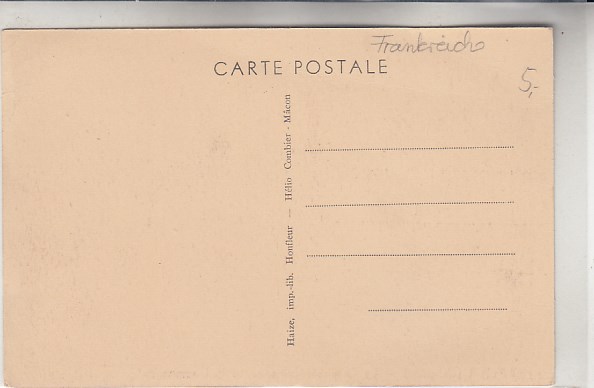 Frankreich
CARTE POSTALE
5,-
Haize, imp.-lib. Honfleur — Hélio Combier - Mâcon